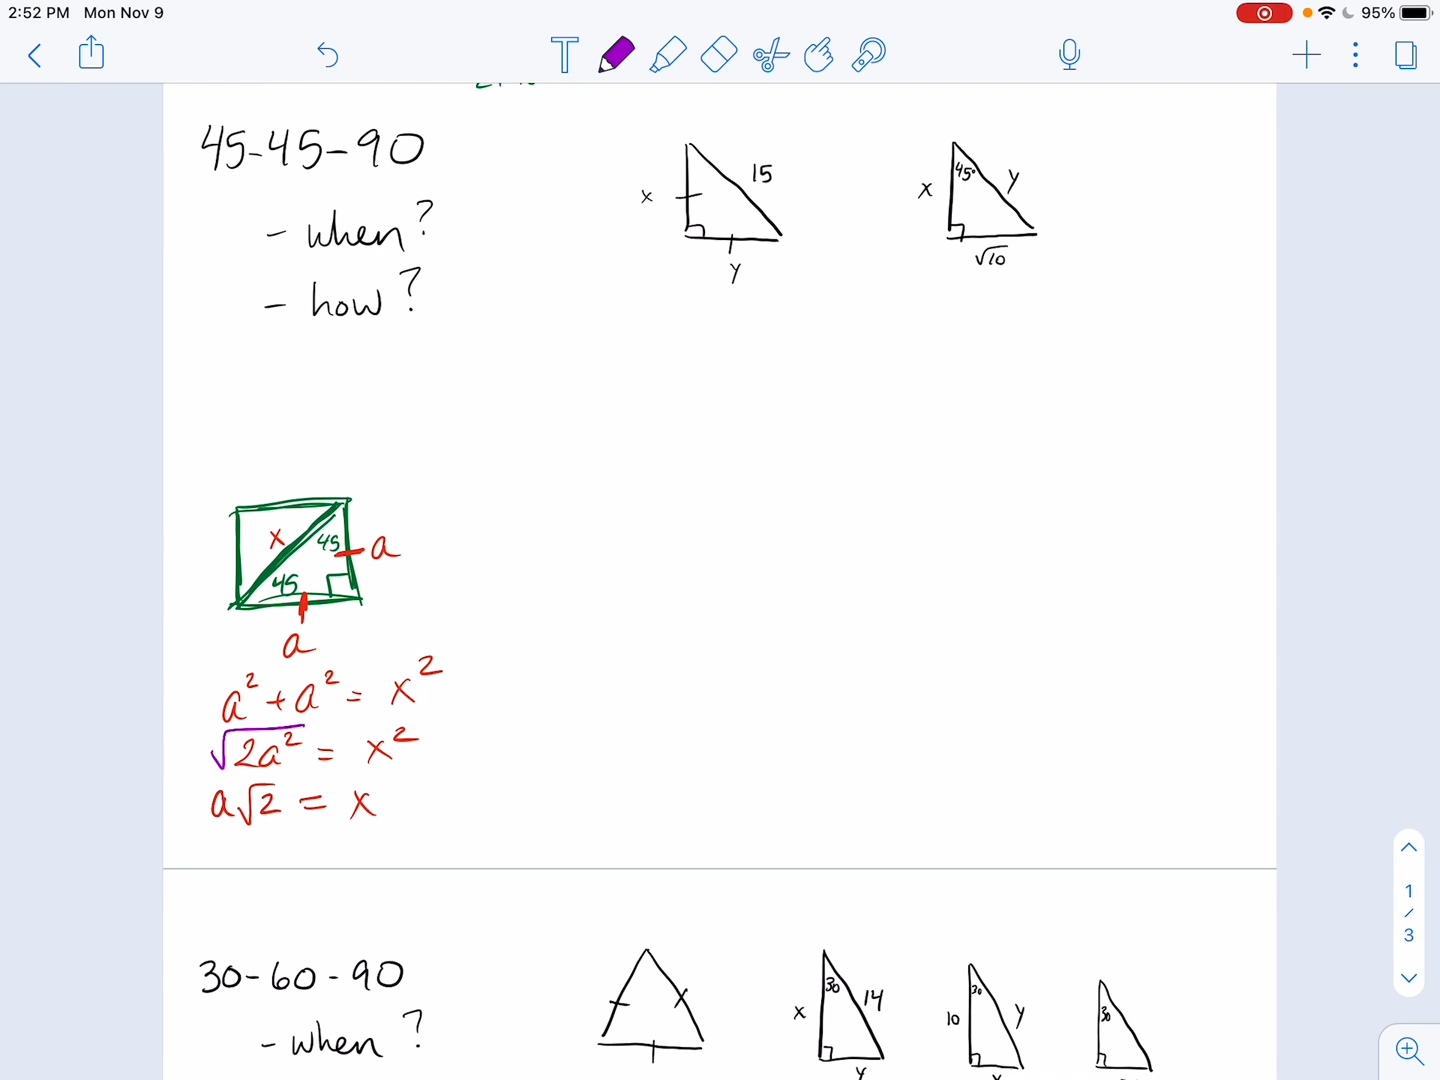 2:52 PM Mon Nov 9
95%
T
45-45-90
- when?
- how?
x
15
y
45°
x
y
√10
x
45
a
45
a
a² + a² = x²
√2a² = x²
a√2 = x
1
/
3
30-60-90
- when?
30
x
14
y
30
10
y
30